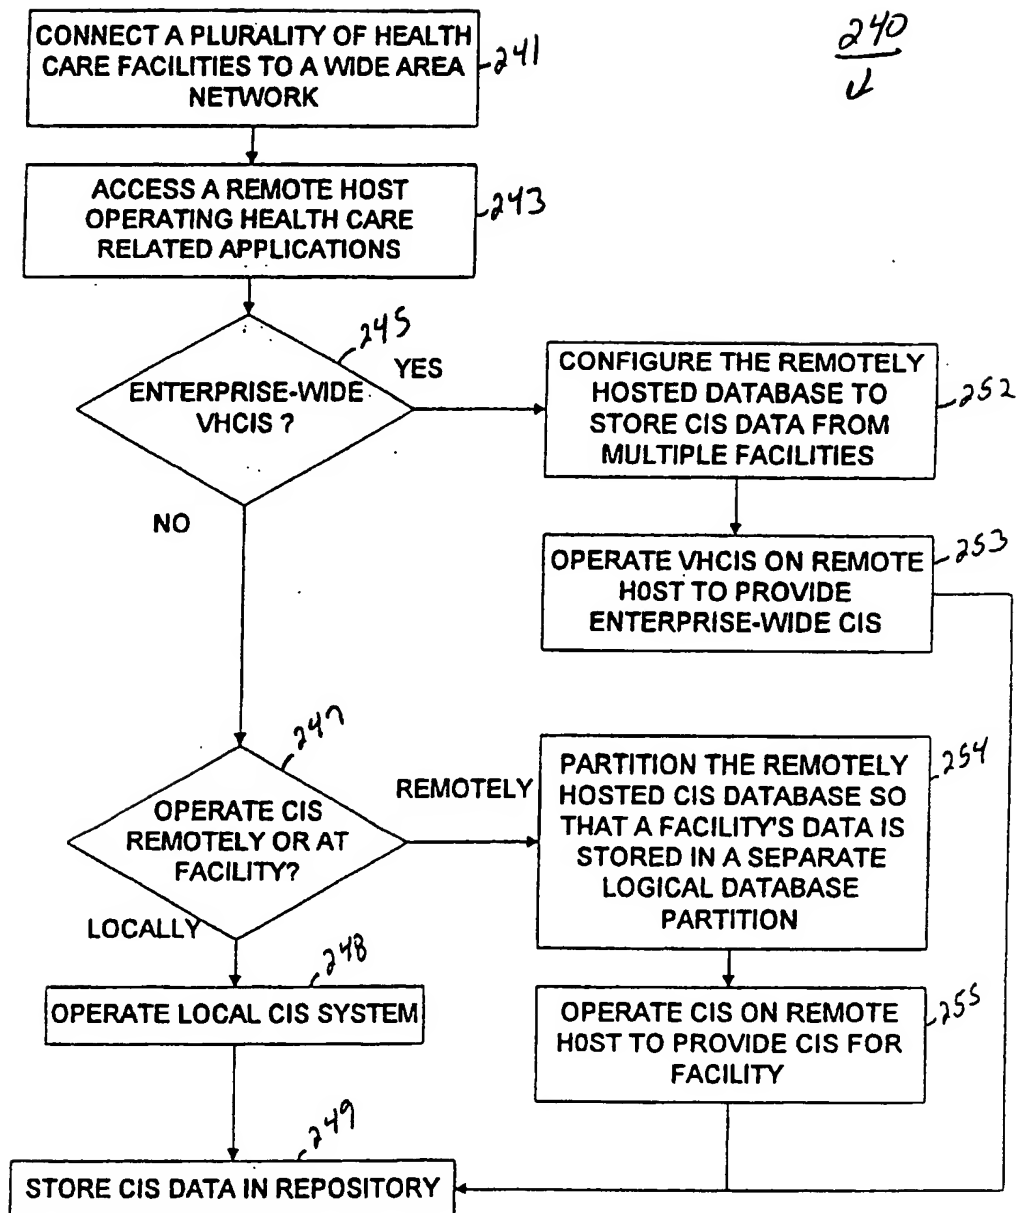 240
CONNECT A PLURALITY OF HEALTH
CARE FACILITIES TO A WIDE AREA
NETWORK
241
ACCESS A REMOTE HOST
OPERATING HEALTH CARE
RELATED APPLICATIONS
243
245
ENTERPRISE-WIDE
VHCIS ?
YES
NO
CONFIGURE THE REMOTELY
HOSTED DATABASE TO
STORE CIS DATA FROM
MULTIPLE FACILITIES
252
OPERATE VHCIS ON REMOTE
HOST TO PROVIDE
ENTERPRISE-WIDE CIS
253
247
OPERATE CIS
REMOTELY OR AT
FACILITY?
REMOTELY
LOCALLY
PARTITION THE REMOTELY
HOSTED CIS DATABASE SO
THAT A FACILITY'S DATA IS
STORED IN A SEPARATE
LOGICAL DATABASE
PARTITION
254
248
OPERATE LOCAL CIS SYSTEM
OPERATE CIS ON REMOTE
HOST TO PROVIDE CIS FOR
FACILITY
255
249
STORE CIS DATA IN REPOSITORY